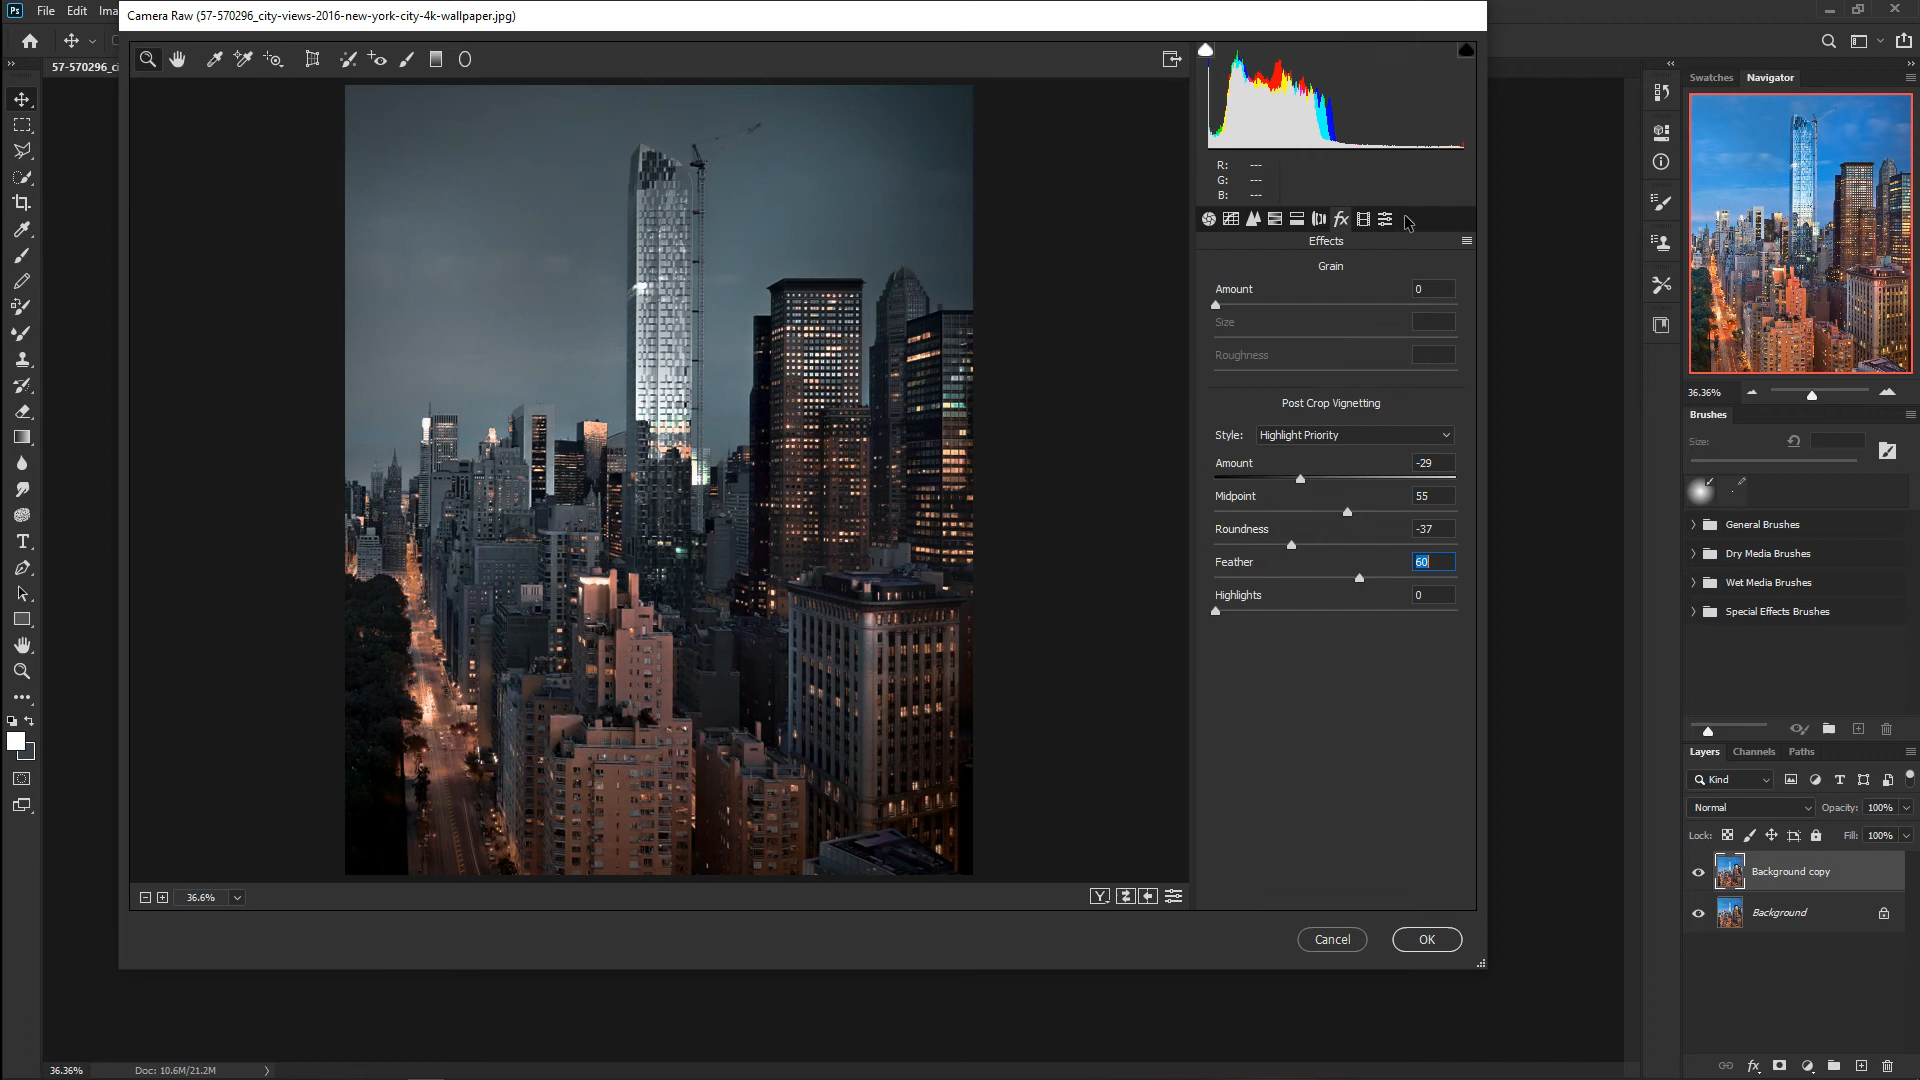 Ps File Edit Ima
Camera Raw (57-570296_city-views-2016-new-york-city-4k-wallpaper.jpg)
57-570296_ci
R: ---
G: ---
B: ---
fx
Effects
Grain
Amount 0
Size
Roughness
Post Crop Vignetting
Style: Highlight Priority
Amount -29
Midpoint 55
Roundness -37
Feather 60
Highlights 0
36.6%
Y
Cancel OK
36.36% Doc: 10.6M/21.2M
Swatches Navigator
36.36%
Brushes
Size:
General Brushes
Dry Media Brushes
Wet Media Brushes
Special Effects Brushes
Layers Channels Paths
Kind
Normal Opacity: 100%
Lock: Fill: 100%
Background copy
Background
fx